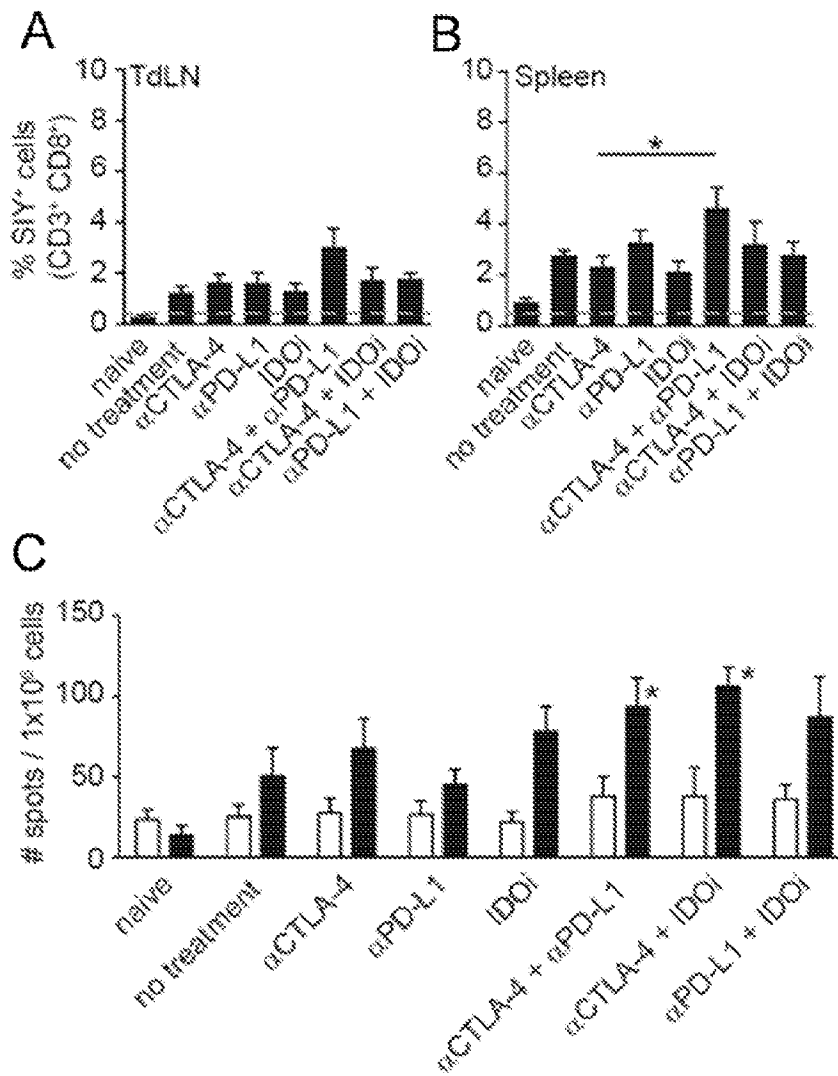 A
% SIY⁺ cells
(CD3⁺ CD8⁺)
10
8
6
4
2
0
TdLN
naive
no treatment
αCTLA-4
αPD-L1
IDOi
αCTLA-4 + αPD-L1
αCTLA-4 + IDOi
αPD-L1 + IDOi
B
10
8
6
4
2
0
Spleen
*
naive
no treatment
αCTLA-4
αPD-L1
IDOi
αCTLA-4 + αPD-L1
αCTLA-4 + IDOi
αPD-L1 + IDOi
C
# spots / 1x10⁶ cells
150
100
50
0
*
*
naive
no treatment
αCTLA-4
αPD-L1
IDOi
αCTLA-4 + αPD-L1
αCTLA-4 + IDOi
αPD-L1 + IDOi